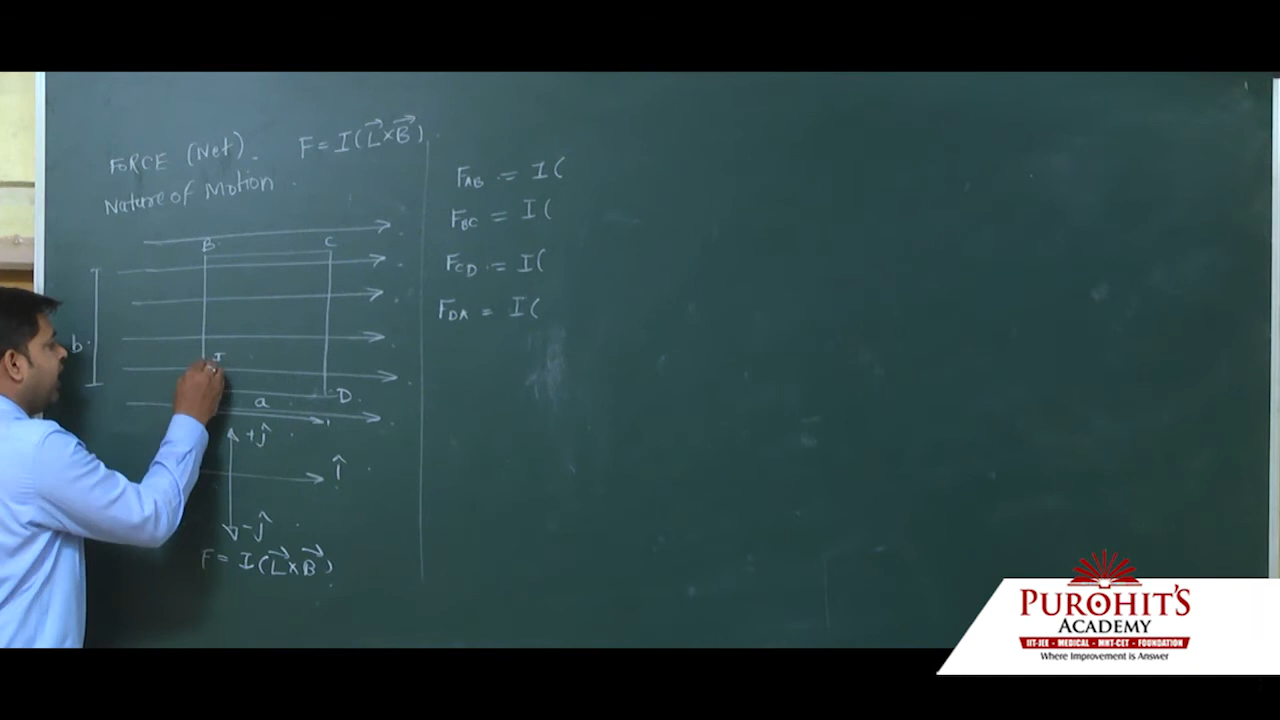 FORCE (Net). F = I(L×B).
Nature of Motion.
B C
b
I
a D.
+ĵ
î
-ĵ
F = I(L×B)
F_AB = I(
F_BC = I(
F_CD = I(
F_DA = I(
PUROHIT'S
ACADEMY
IIT-JEE - MEDICAL - MHT-CET - FOUNDATION
Where Improvement is Answer